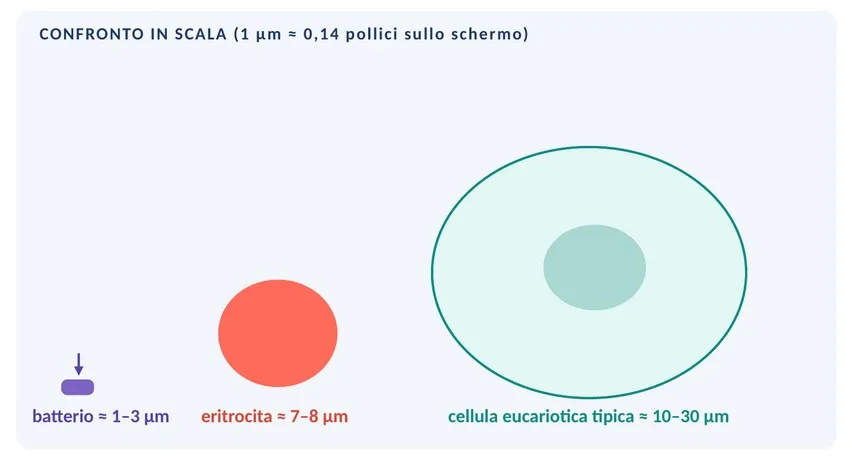 CONFRONTO IN SCALA (1 µm ≈ 0,14 pollici sullo schermo)
batterio ≈ 1–3 µm
eritrocita ≈ 7–8 µm
cellula eucariotica tipica ≈ 10–30 µm